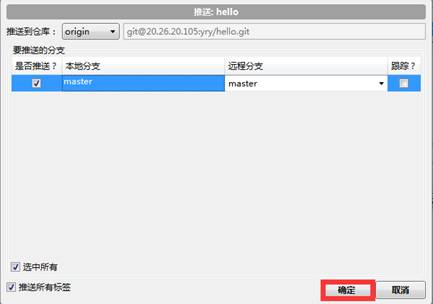 推送: hello
推送到仓库： origin git@20.26.20.105:yry/hello.git
要推送的分支
是否推送？ 本地分支 远程分支 跟踪？
master master
选中所有
推送所有标签 确定 取消